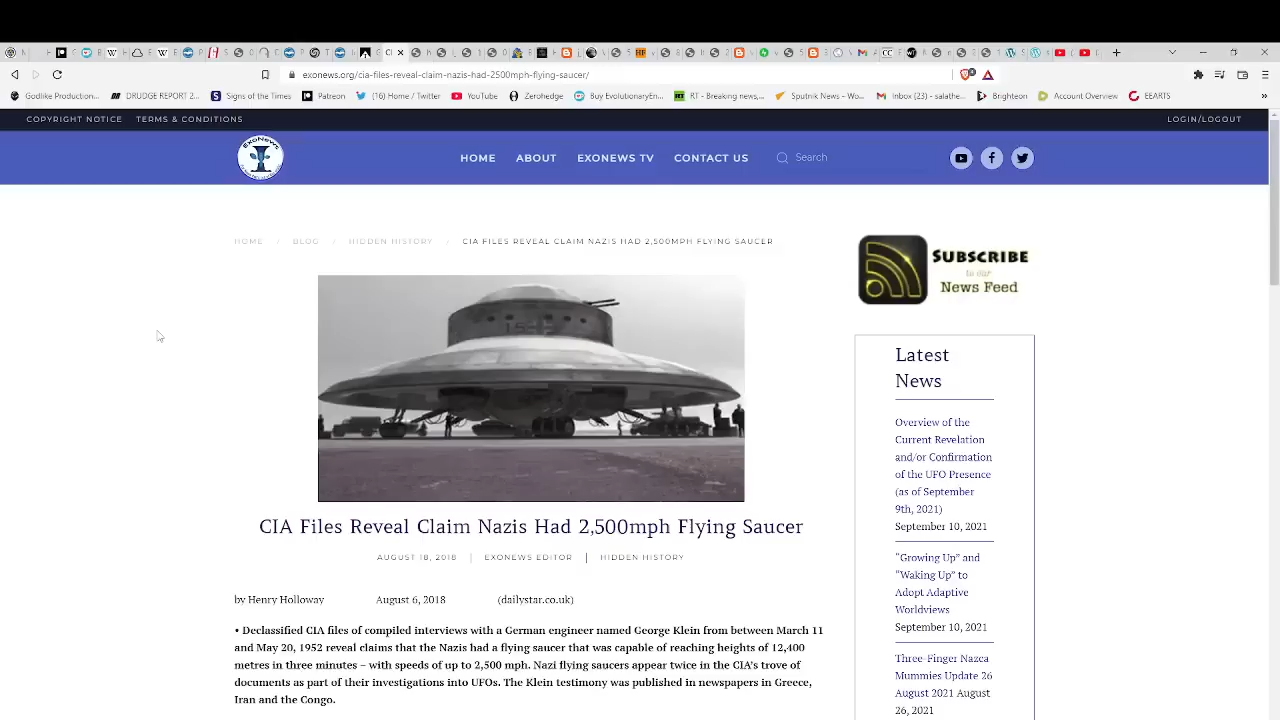 exonews.org/cia-files-reveal-claim-nazis-had-2500mph-flying-saucer/
Godlike Production... DRUDGE REPORT 2... Signs of the Times Patreon (16) Home / Twitter YouTube Zerohedge Buy EvolutionaryEn... RT - Breaking news,... Sputnik News – Wo... Inbox (23) - salathe... Brighteon Account Overview EEARTS
COPYRIGHT NOTICE TERMS & CONDITIONS LOGIN/LOGOUT
HOME ABOUT EXONEWS TV CONTACT US Search
HOME / BLOG / HIDDEN HISTORY / CIA FILES REVEAL CLAIM NAZIS HAD 2,500MPH FLYING SAUCER
CIA Files Reveal Claim Nazis Had 2,500mph Flying Saucer
AUGUST 18, 2018 | EXONEWS EDITOR | HIDDEN HISTORY
by Henry Holloway August 6, 2018 (dailystar.co.uk)
• Declassified CIA files of compiled interviews with a German engineer named George Klein from between March 11
and May 20, 1952 reveal claims that the Nazis had a flying saucer that was capable of reaching heights of 12,400
metres in three minutes – with speeds of up to 2,500 mph. Nazi flying saucers appear twice in the CIA's trove of
documents as part of their investigations into UFOs. The Klein testimony was published in newspapers in Greece,
Iran and the Congo.
SUBSCRIBE
to our
News Feed
Latest
News
Overview of the
Current Revelation
and/or Confirmation
of the UFO Presence
(as of September
9th, 2021)
September 10, 2021
"Growing Up" and
"Waking Up" to
Adopt Adaptive
Worldviews
September 10, 2021
Three-Finger Nazca
Mummies Update 26
August 2021 August
26, 2021